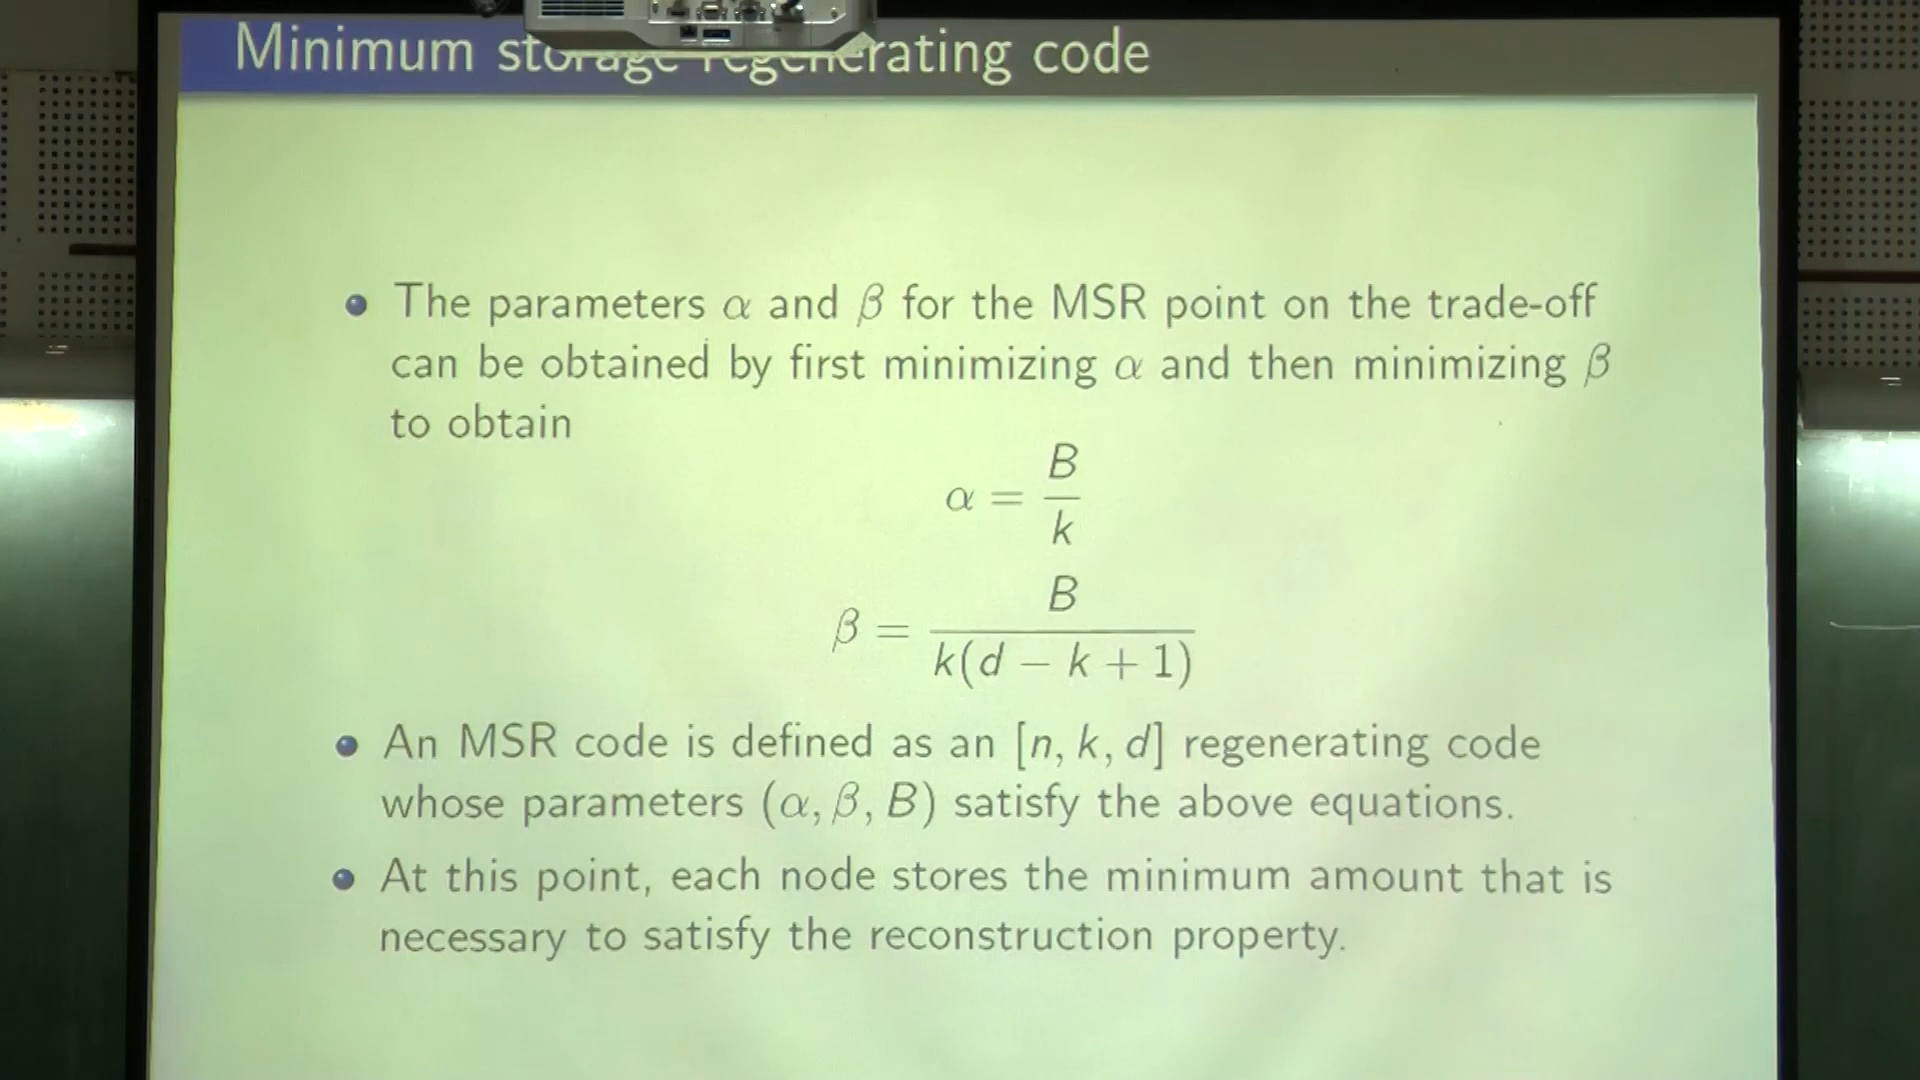 Minimum storage regenerating code
The parameters α and β for the MSR point on the trade-off
can be obtained by first minimizing α and then minimizing β
to obtain
α = B/k
β = B/k(d − k + 1)
An MSR code is defined as an [n, k, d] regenerating code
whose parameters (α, β, B) satisfy the above equations.
At this point, each node stores the minimum amount that is
necessary to satisfy the reconstruction property.